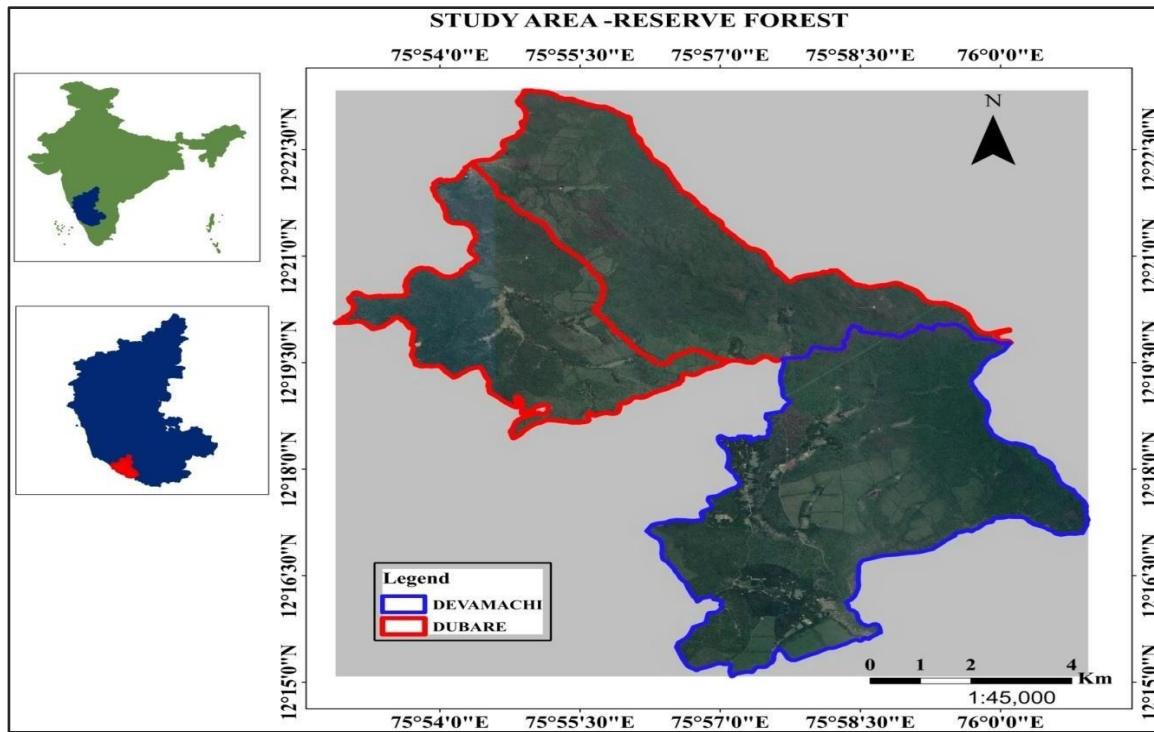 STUDY AREA -RESERVE FOREST
75°54'0"E 75°55'30"E 75°57'0"E 75°58'30"E 76°0'0"E
12°22'30"N 12°22'30"N
12°21'0"N 12°21'0"N
12°19'30"N 12°19'30"N
12°18'0"N 12°18'0"N
12°16'30"N 12°16'30"N
12°15'0"N 12°15'0"N
N
Legend
DEVAMACHI
DUBARE
0 1 2 4
Km
1:45,000
75°54'0"E 75°55'30"E 75°57'0"E 75°58'30"E 76°0'0"E